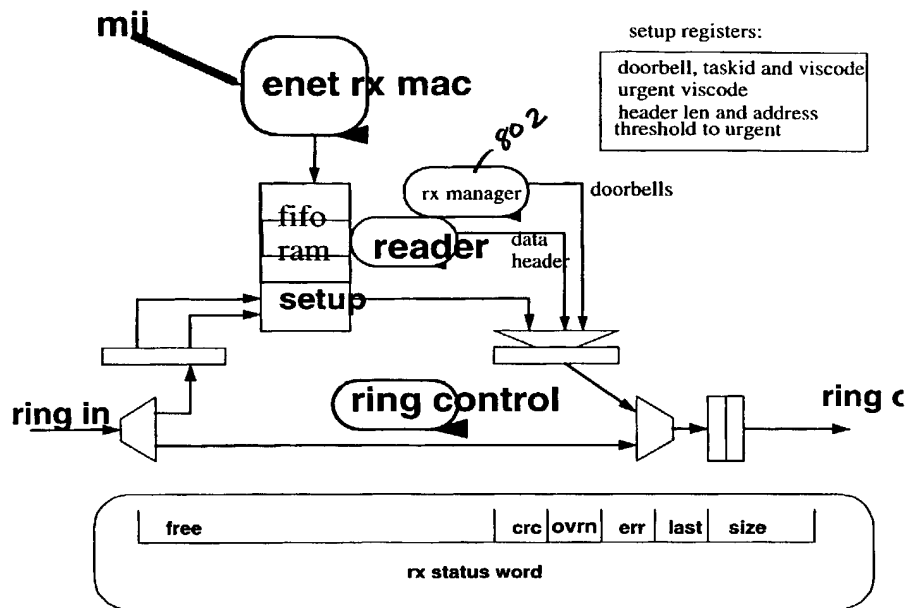 mii
setup registers:
doorbell, taskid and viscode
urgent viscode
header len and address
threshold to urgent
enet rx mac
802
rx manager
doorbells
fifo
ram
reader
data
header
setup
ring in
ring control
ring
free
crc
ovrn
err
last
size
rx status word